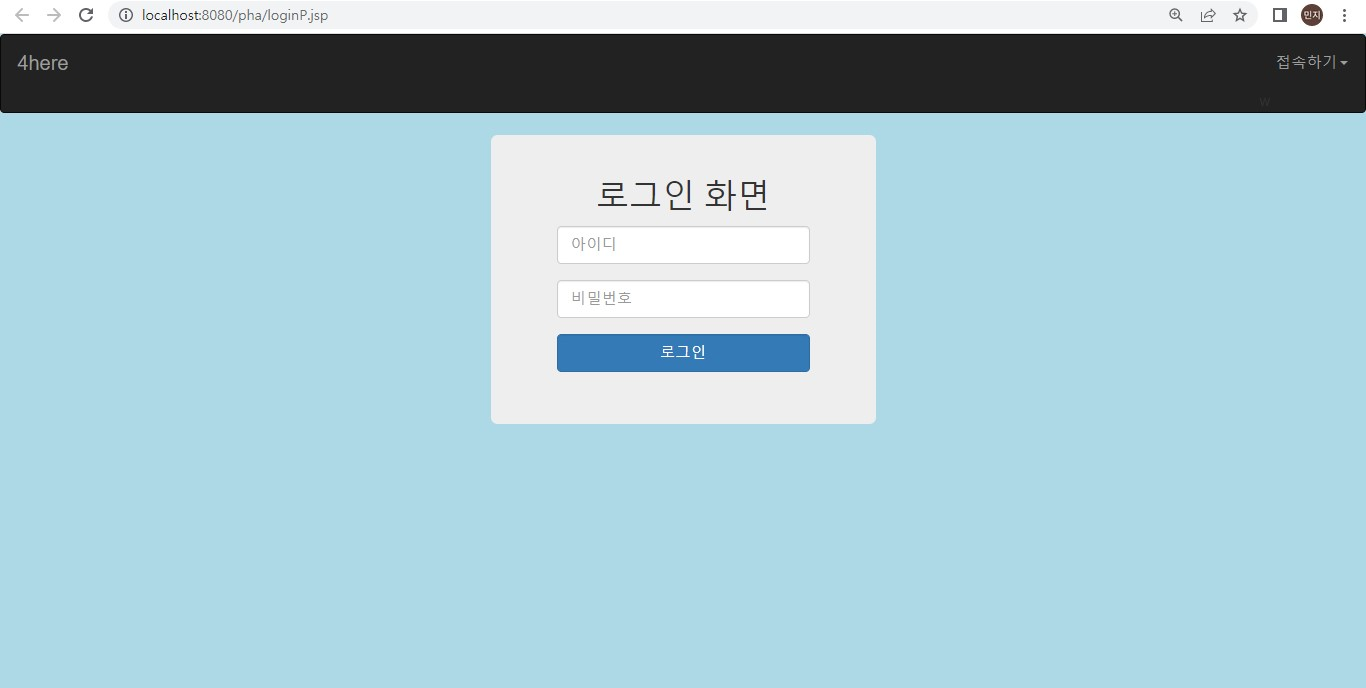 localhost:8080/pha/loginP.jsp
민지
4here
접속하기
w
로그인 화면
아이디
비밀번호
로그인